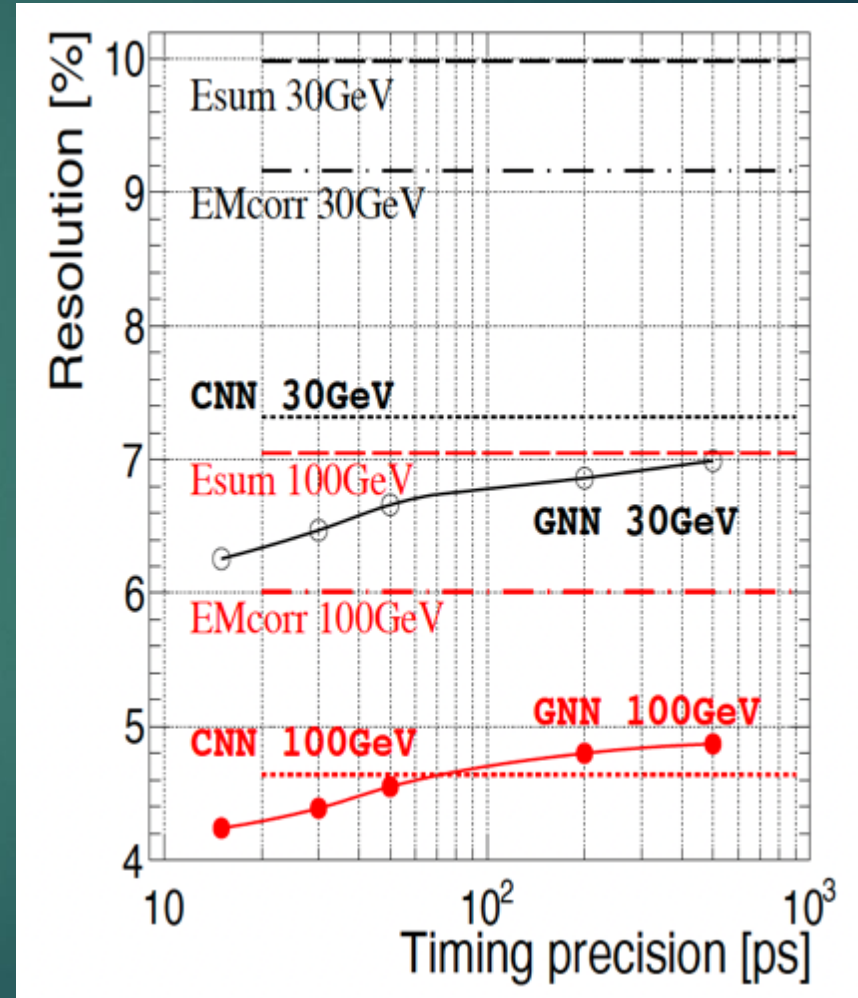 Resolution [%]
10
Esum 30GeV
9
EMcorr 30GeV
8
CNN 30GeV
7
Esum 100GeV
GNN 30GeV
6
EMcorr 100GeV
GNN 100GeV
5
CNN 100GeV
4
10
10²
10³
Timing precision [ps]